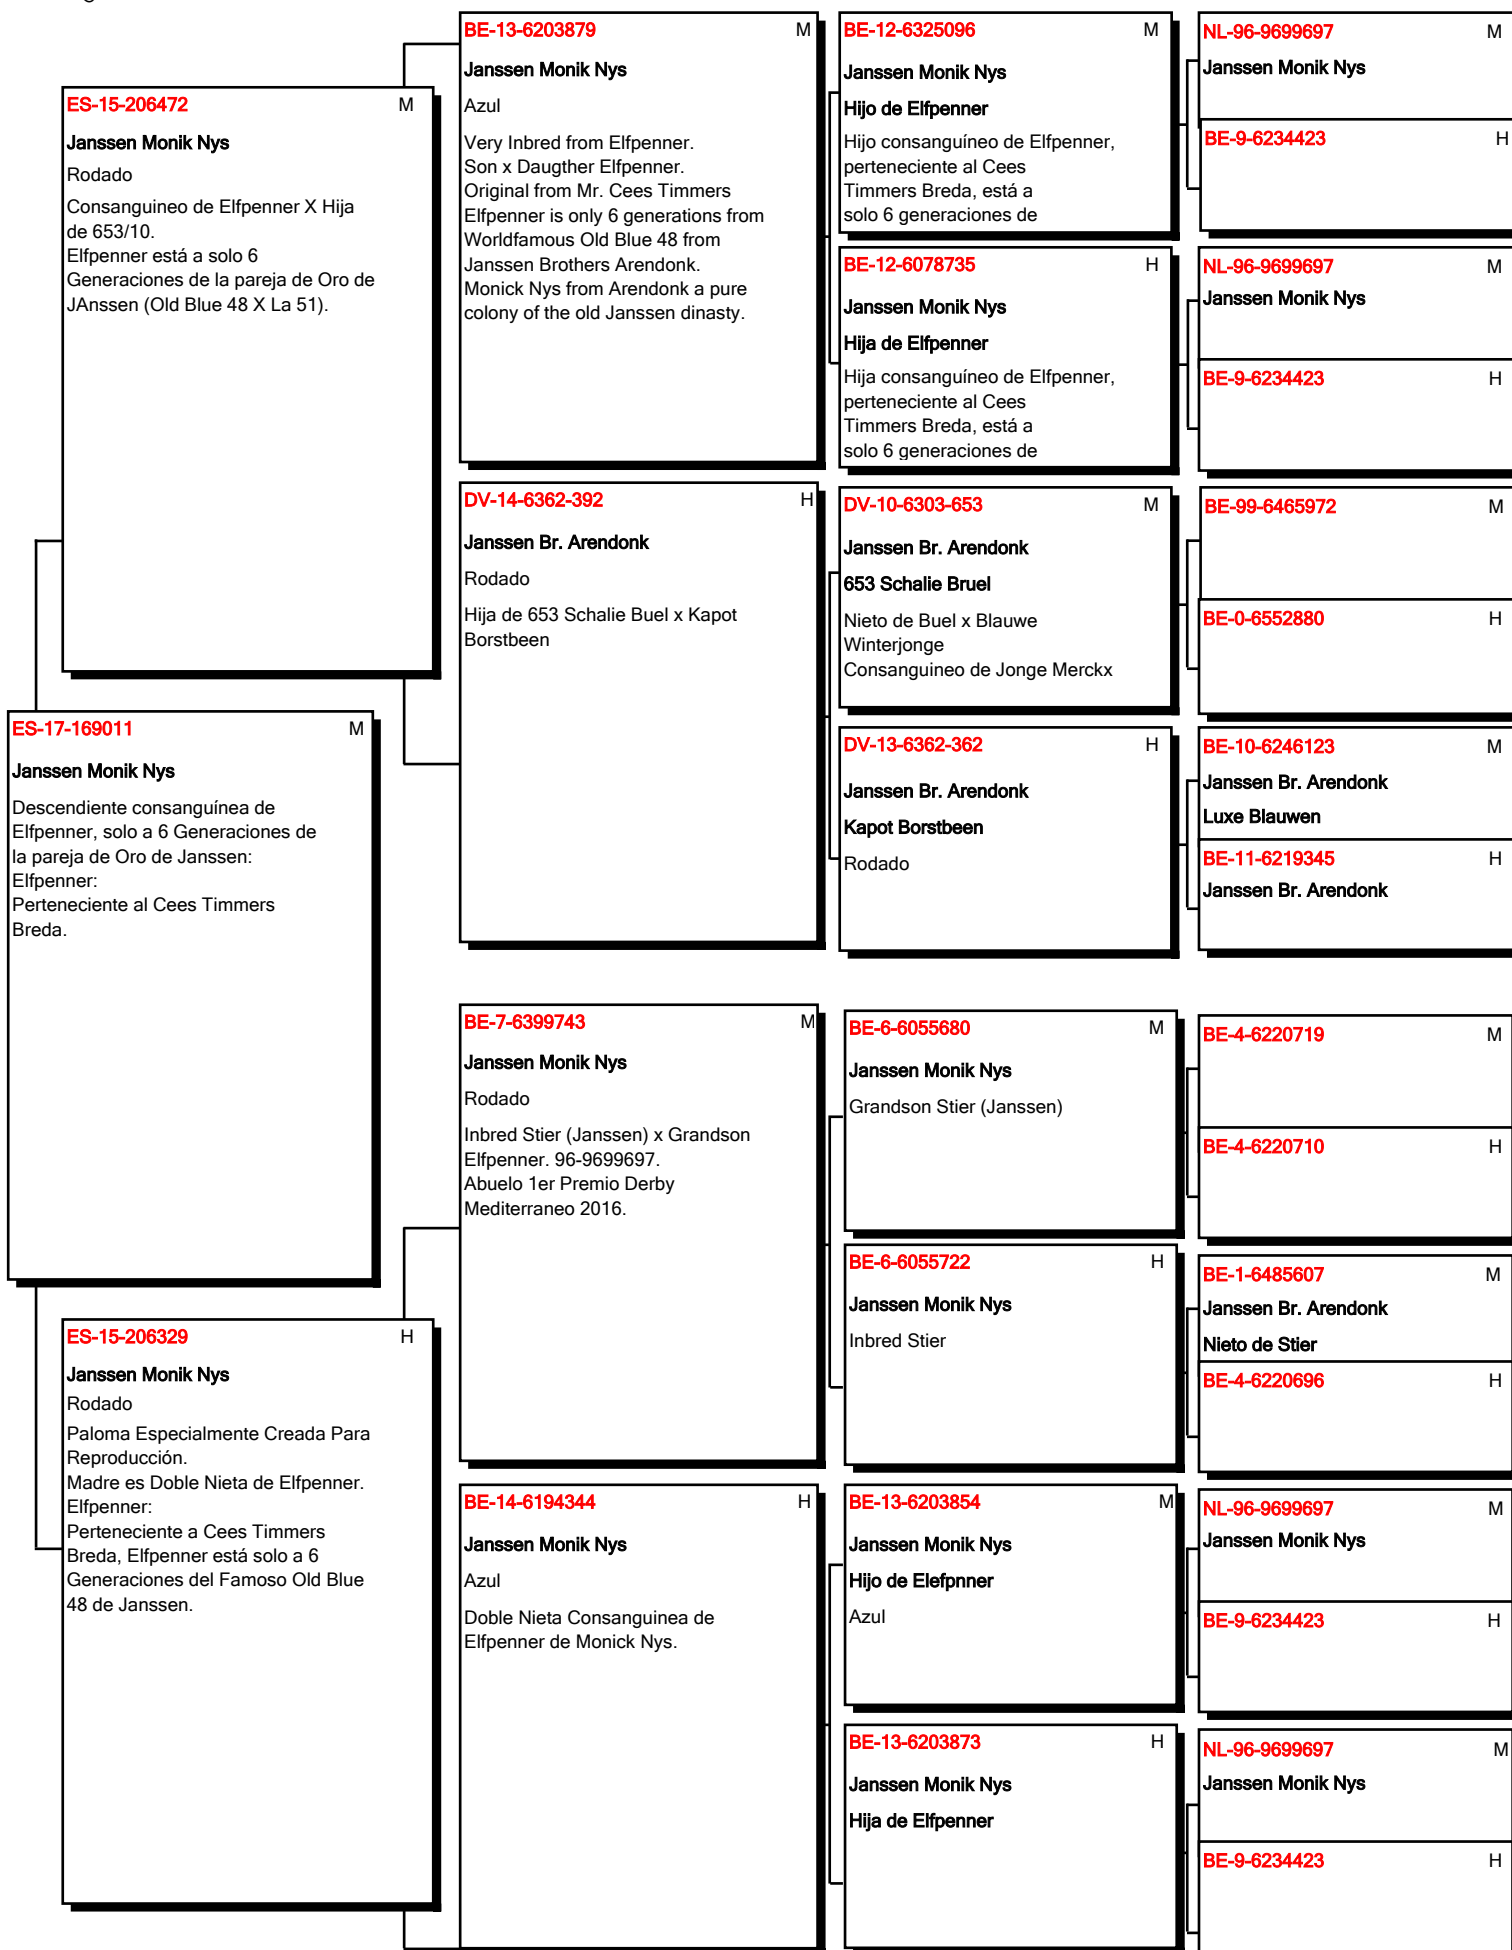 ES-17-169011 M
Janssen Monik Nys
Descendiente consanguínea de
Elfpenner, solo a 6 Generaciones de
la pareja de Oro de Janssen:
Elfpenner:
Perteneciente al Cees Timmers
Breda.
ES-15-206472 M
Janssen Monik Nys
Rodado
Consanguineo de Elfpenner X Hija
de 653/10.
Elfpenner está a solo 6
Generaciones de la pareja de Oro de
JAnssen (Old Blue 48 X La 51).
ES-15-206329 H
Janssen Monik Nys
Rodado
Paloma Especialmente Creada Para
Reproducción.
Madre es Doble Nieta de Elfpenner.
Elfpenner:
Perteneciente a Cees Timmers
Breda, Elfpenner está solo a 6
Generaciones del Famoso Old Blue
48 de Janssen.
BE-13-6203879 M
Janssen Monik Nys
Azul
Very Inbred from Elfpenner.
Son x Daugther Elfpenner.
Original from Mr. Cees Timmers
Elfpenner is only 6 generations from
Worldfamous Old Blue 48 from
Janssen Brothers Arendonk.
Monick Nys from Arendonk a pure
colony of the old Janssen dinasty.
DV-14-6362-392 H
Janssen Br. Arendonk
Rodado
Hija de 653 Schalie Buel x Kapot
Borstbeen
BE-7-6399743 M
Janssen Monik Nys
Rodado
Inbred Stier (Janssen) x Grandson
Elfpenner. 96-9699697.
Abuelo 1er Premio Derby
Mediterraneo 2016.
BE-14-6194344 H
Janssen Monik Nys
Azul
Doble Nieta Consanguinea de
Elfpenner de Monick Nys.
BE-12-6325096 M
Janssen Monik Nys
Hijo de Elfpenner
Hijo consanguíneo de Elfpenner,
perteneciente al Cees
Timmers Breda, está a
solo 6 generaciones de
BE-12-6078735 H
Janssen Monik Nys
Hija de Elfpenner
Hija consanguíneo de Elfpenner,
perteneciente al Cees
Timmers Breda, está a
solo 6 generaciones de
DV-10-6303-653 M
Janssen Br. Arendonk
653 Schalie Bruel
Nieto de Buel x Blauwe
Winterjonge
Consanguineo de Jonge Merckx
DV-13-6362-362 H
Janssen Br. Arendonk
Kapot Borstbeen
Rodado
BE-6-6055680 M
Janssen Monik Nys
Grandson Stier (Janssen)
BE-6-6055722 H
Janssen Monik Nys
Inbred Stier
BE-13-6203854 M
Janssen Monik Nys
Hijo de Elefpnner
Azul
BE-13-6203873 H
Janssen Monik Nys
Hija de Elfpenner
NL-96-9699697 M
Janssen Monik Nys
BE-9-6234423 H
NL-96-9699697 M
Janssen Monik Nys
BE-9-6234423 H
BE-99-6465972 M
BE-0-6552880 H
BE-10-6246123 M
Janssen Br. Arendonk
Luxe Blauwen
BE-11-6219345 H
Janssen Br. Arendonk
BE-4-6220719 M
BE-4-6220710 H
BE-1-6485607 M
Janssen Br. Arendonk
Nieto de Stier
BE-4-6220696 H
NL-96-9699697 M
Janssen Monik Nys
BE-9-6234423 H
NL-96-9699697 M
Janssen Monik Nys
BE-9-6234423 H